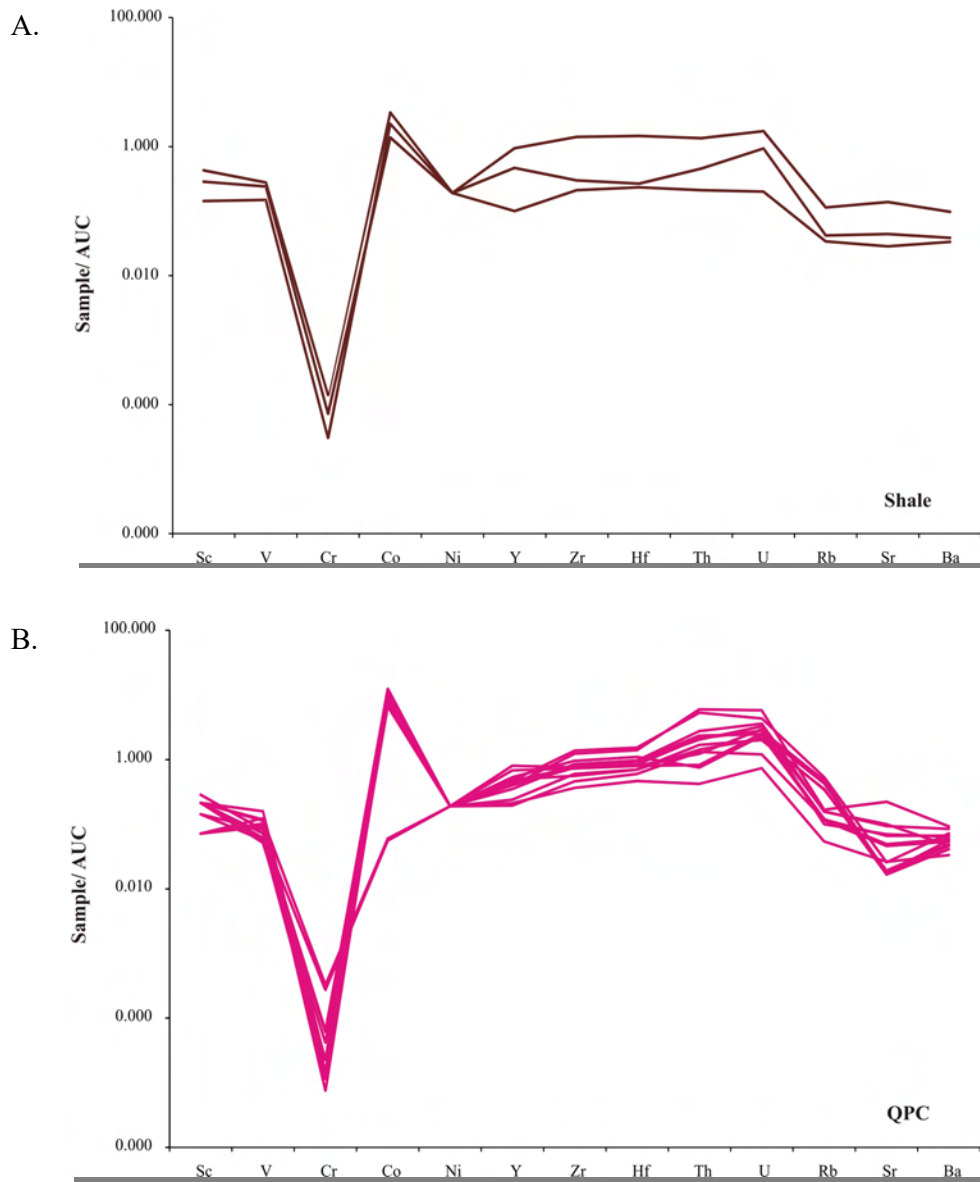 A.
100.000
1.000
0.010
0.000
0.000
Sample/ AUC
Shale
Sc V Cr Co Ni Y Zr Hf Th U Rb Sr Ba
B.
100.000
1.000
0.010
0.000
0.000
Sample/ AUC
QPC
Sc V Cr Co Ni Y Zr Hf Th U Rb Sr Ba